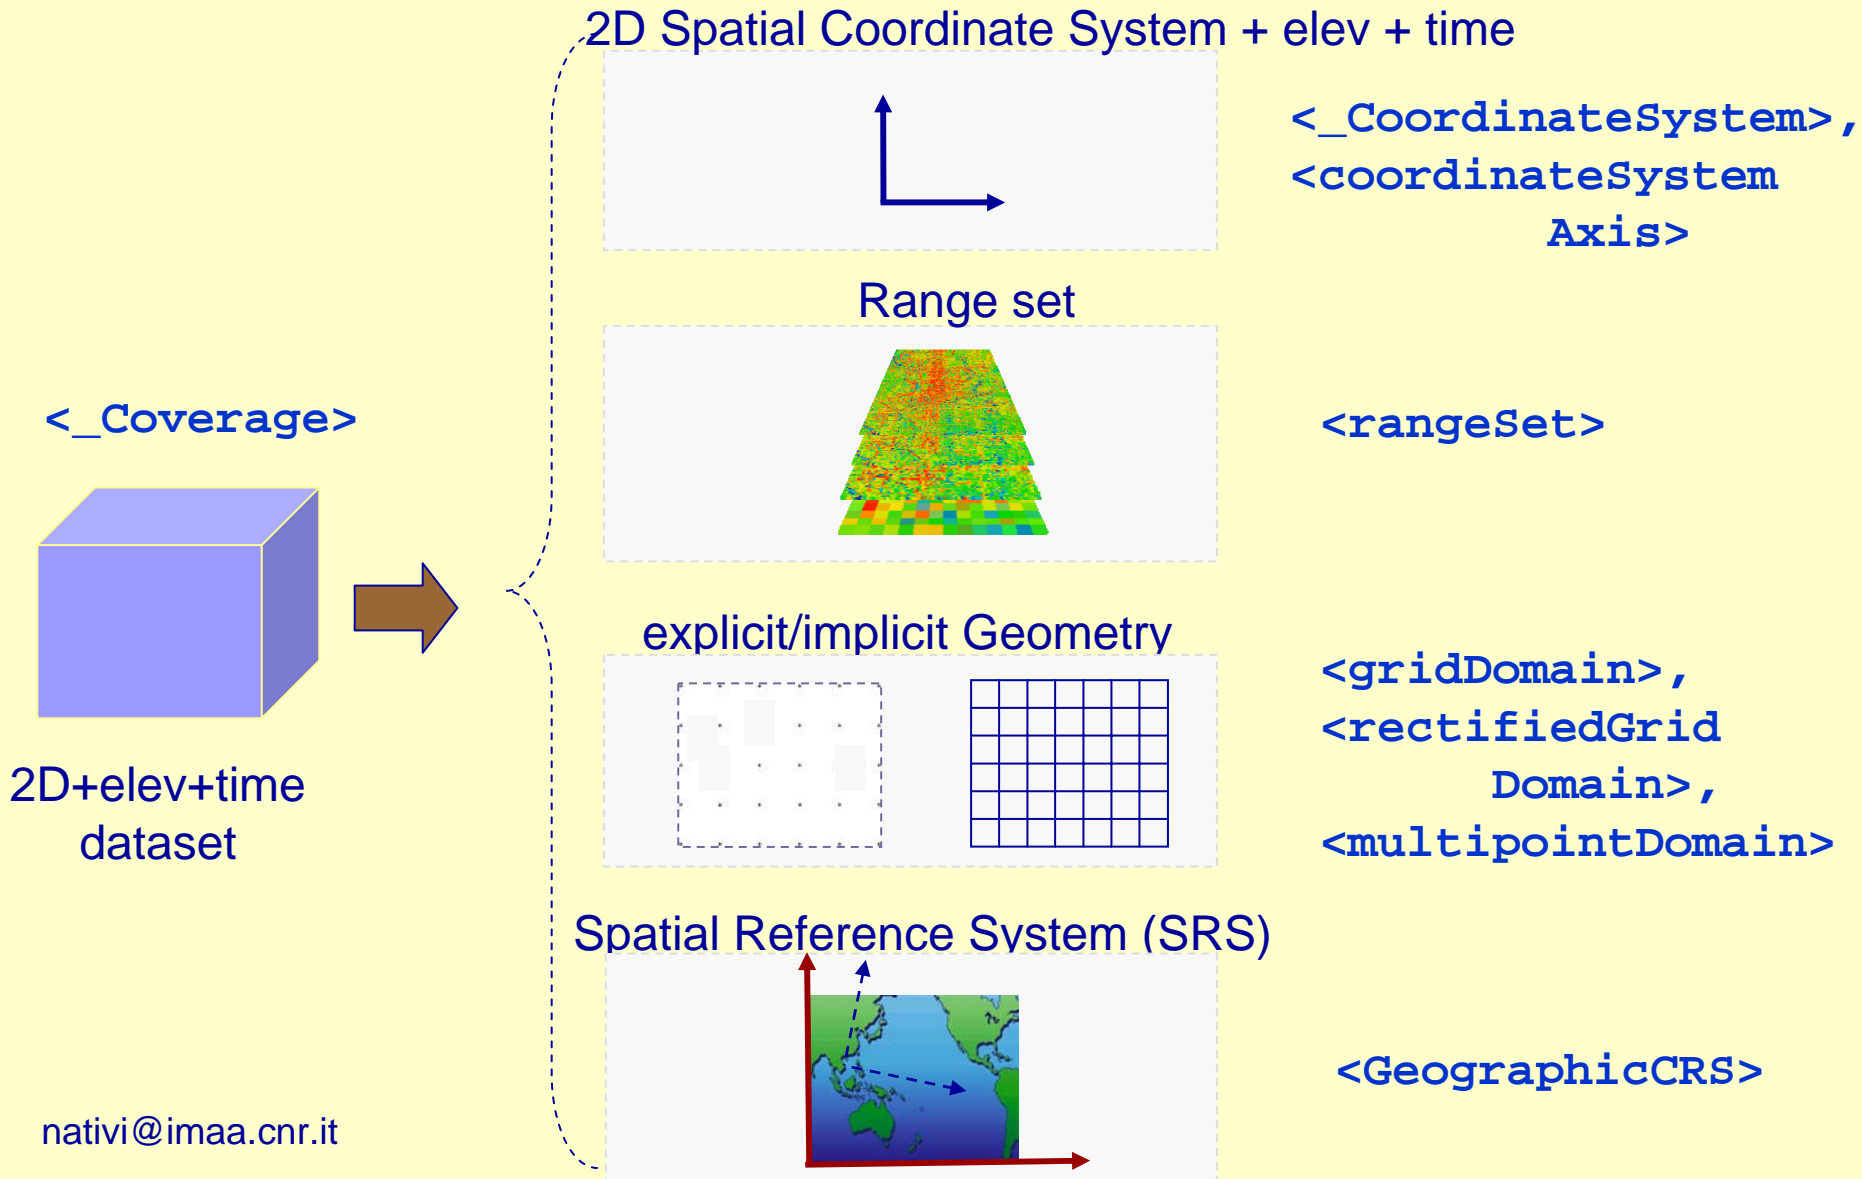 2D Spatial Coordinate System + elev + time
<_CoordinateSystem>,
<coordinateSystem
Axis>
Range set
<rangeSet>
<_Coverage>
2D+elev+time
dataset
explicit/implicit Geometry
<gridDomain>,
<rectifiedGrid
Domain>,
<multipointDomain>
Spatial Reference System (SRS)
<GeographicCRS>
nativi@imaa.cnr.it